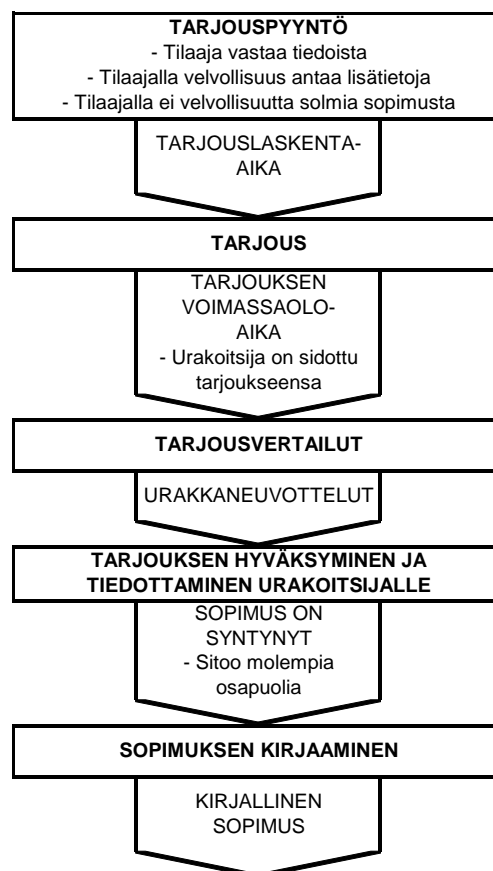 TARJOUSPYYNTÖ
- Tilaaja vastaa tiedoista
- Tilaajalla velvollisuus antaa lisätietoja
- Tilaajalla ei velvollisuutta solmia sopimusta
TARJOUSLASKENTA-
AIKA
TARJOUS
TARJOUKSEN
VOIMASSAOLO-
AIKA
- Urakoitsija on sidottu
tarjoukseensa
TARJOUSVERTAILUT
URAKKANEUVOTTELUT
TARJOUKSEN HYVÄKSYMINEN JA
TIEDOTTAMINEN URAKOITSIJALLE
SOPIMUS ON
SYNTYNYT
- Sitoo molempia
osapuolia
SOPIMUKSEN KIRJAAMINEN
KIRJALLINEN
SOPIMUS